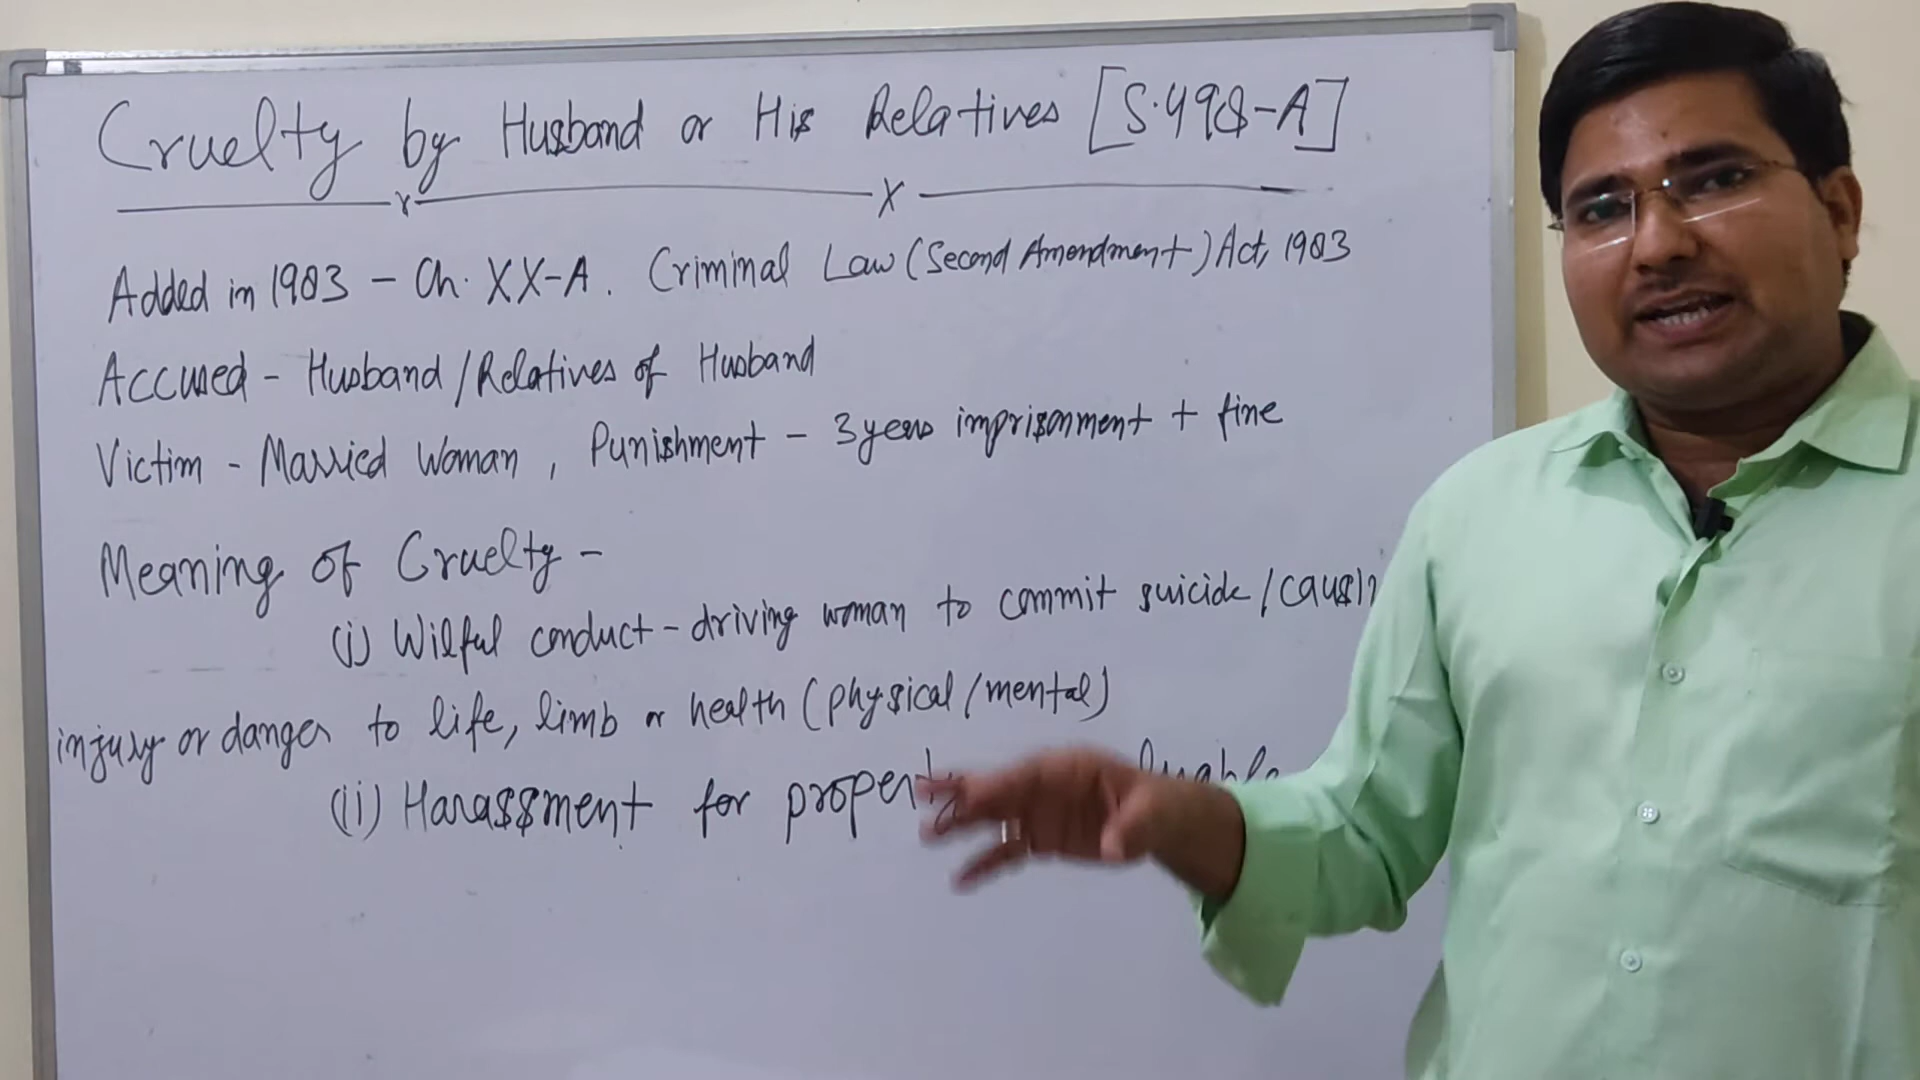 Cruelty by Husband or His Relatives [S.498-A]
Added in 1983 - Ch. XX-A. Criminal Law (Second Amendment) Act, 1983
Accused - Husband/Relatives of Husband
Victim - Married Woman, Punishment - 3 years imprisonment + fine
Meaning of Cruelty -
(i) Wilful conduct - driving woman to commit suicide/causin
injury or danger to life, limb or health (physical/mental)
(ii) Harassment for property